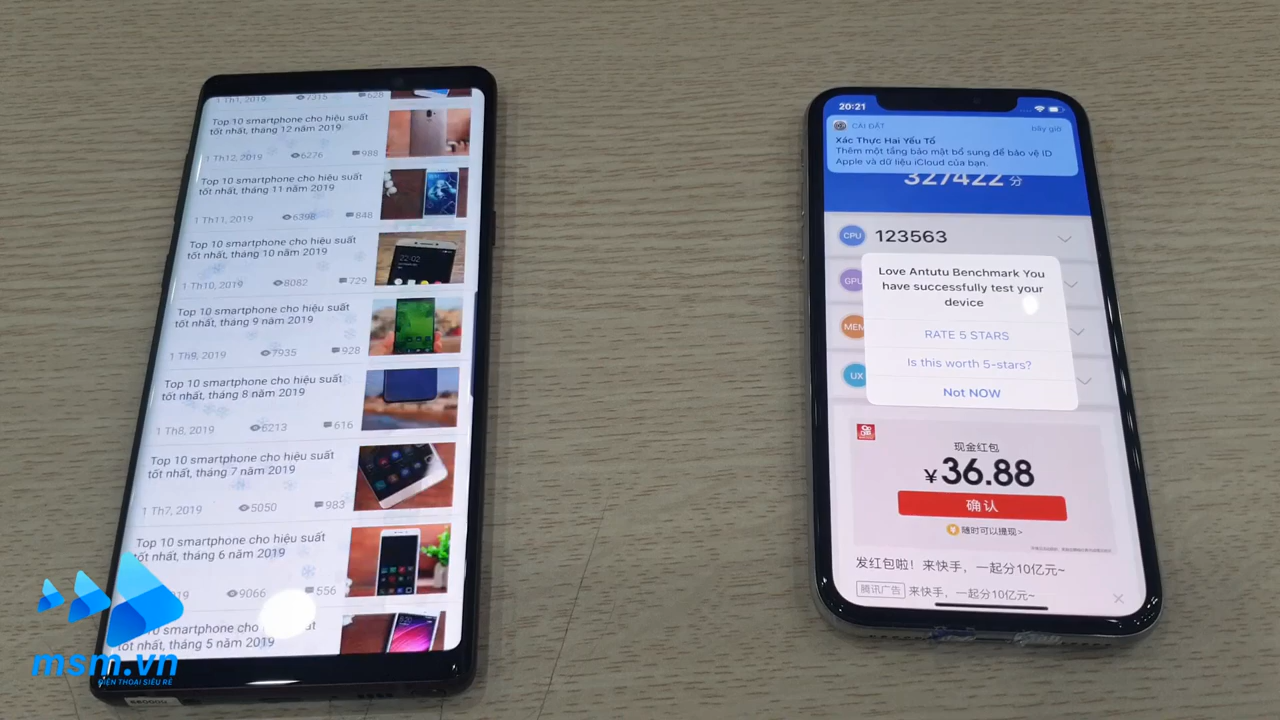 1 Th1, 2019 7215 628
Top 10 smartphone cho hiệu suất
tốt nhất, tháng 12 năm 2019
1 Th12, 2019 6276 988
Top 10 smartphone cho hiệu suất
tốt nhất, tháng 11 năm 2019
1 Th11, 2019 6398 848
Top 10 smartphone cho hiệu suất
tốt nhất, tháng 10 năm 2019
1 Th10, 2019 8082 729
Top 10 smartphone cho hiệu suất
tốt nhất, tháng 9 năm 2019
1 Th9, 2019 7935 928
Top 10 smartphone cho hiệu suất
tốt nhất, tháng 8 năm 2019
1 Th8, 2019 6213 616
Top 10 smartphone cho hiệu suất
tốt nhất, tháng 7 năm 2019
1 Th7, 2019 5050 983
Top 10 smartphone cho hiệu suất
tốt nhất, tháng 6 năm 2019
2019 9066 556
smartphone cho hiệu suất
tốt nhất, tháng 5 năm 2019
msm.vn
ĐIỆN THOẠI SIÊU RẺ
20:21
CÀI ĐẶT bây giờ
Xác Thực Hai Yếu Tố
Thêm một tầng bảo mật bổ sung để bảo vệ ID
Apple và dữ liệu iCloud của bạn.
327422 分
CPU 123563
GPU
MEM
UX
Love Antutu Benchmark You
have successfully test your
device
RATE 5 STARS
Is this worth 5-stars?
Not NOW
现金红包
¥36.88
确认
随时可以提现>
发红包啦！来快手，一起分10亿元~
腾讯广告 来快手，一起分10亿元~